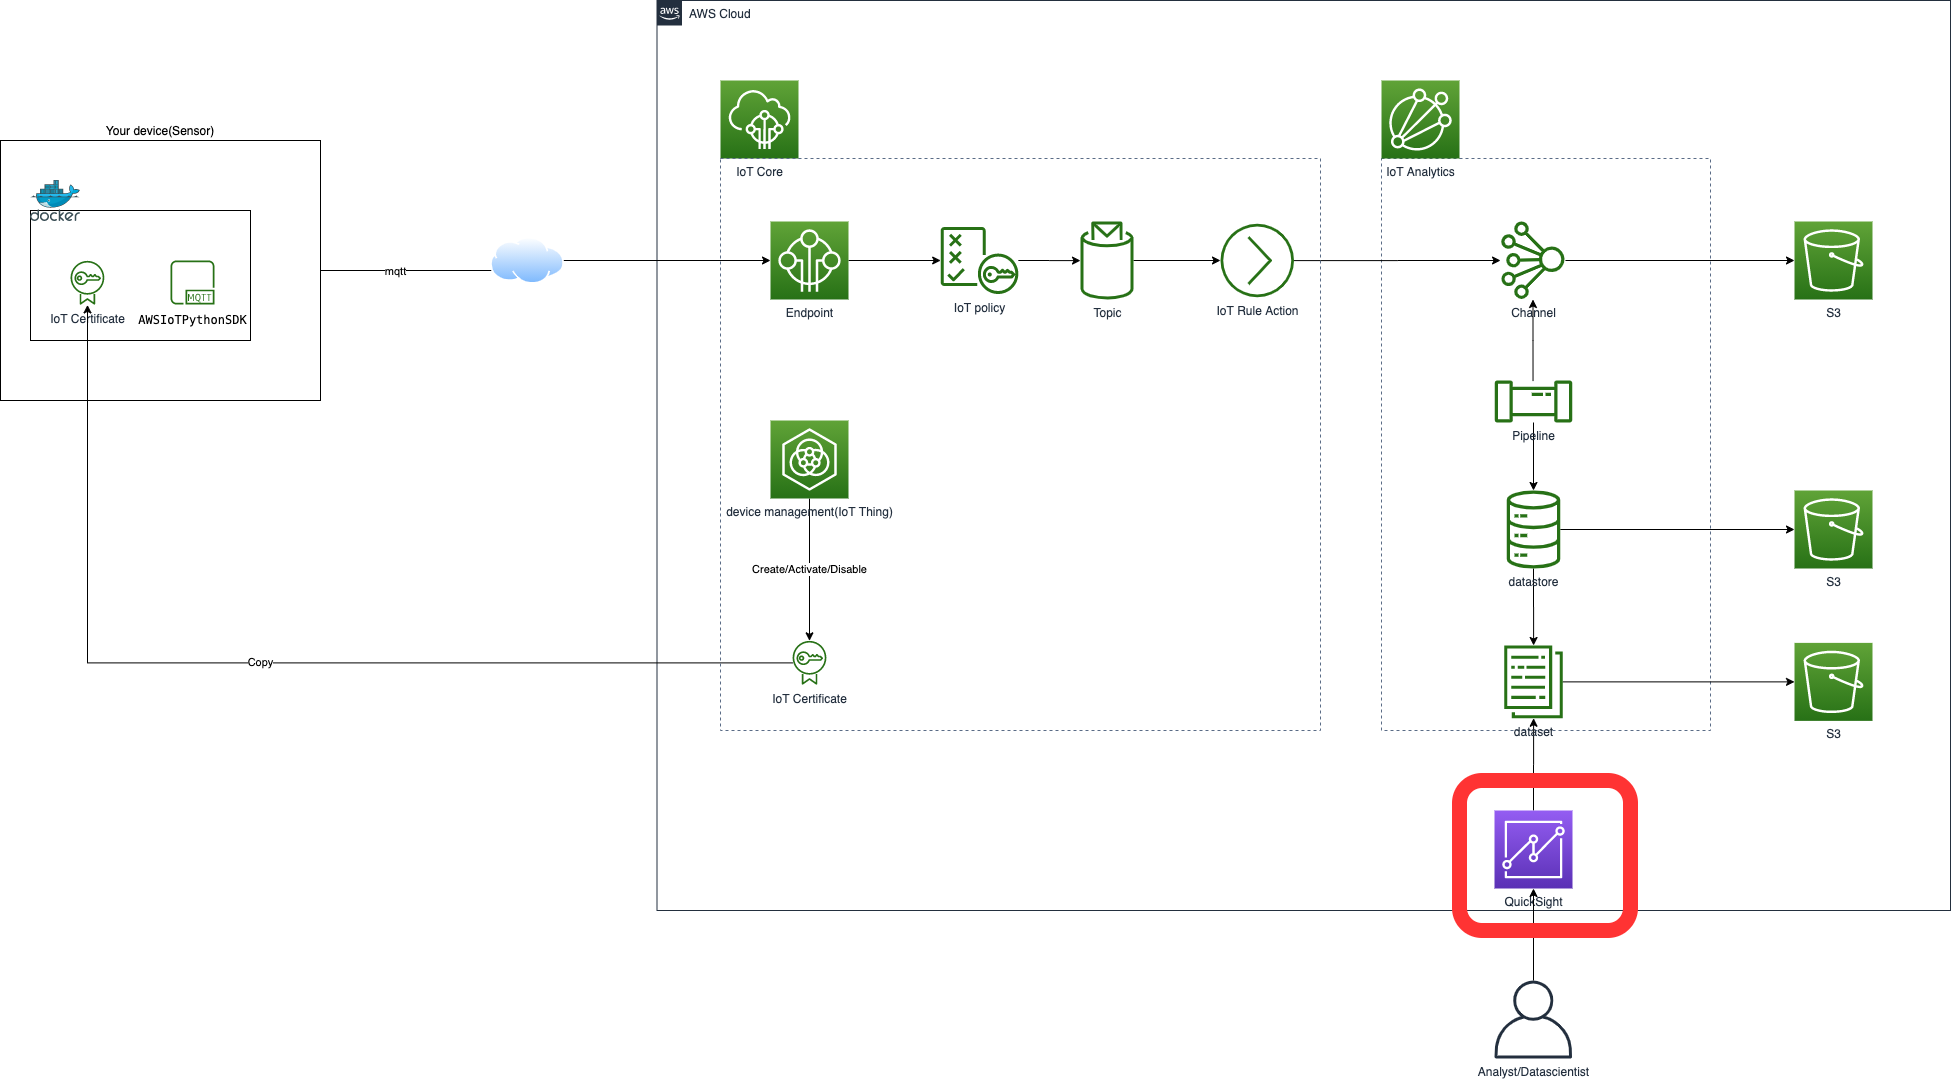 aws
AWS Cloud
Your device(Sensor)
docker
IoT Certificate
MQTT
AWSIoTPythonSDK
mqtt
IoT Core
Endpoint
IoT policy
Topic
IoT Rule Action
IoT Analytics
Channel
S3
Pipeline
device management(IoT Thing)
Create/Activate/Disable
datastore
S3
Copy
IoT Certificate
dataset
S3
QuickSight
Analyst/Datascientist